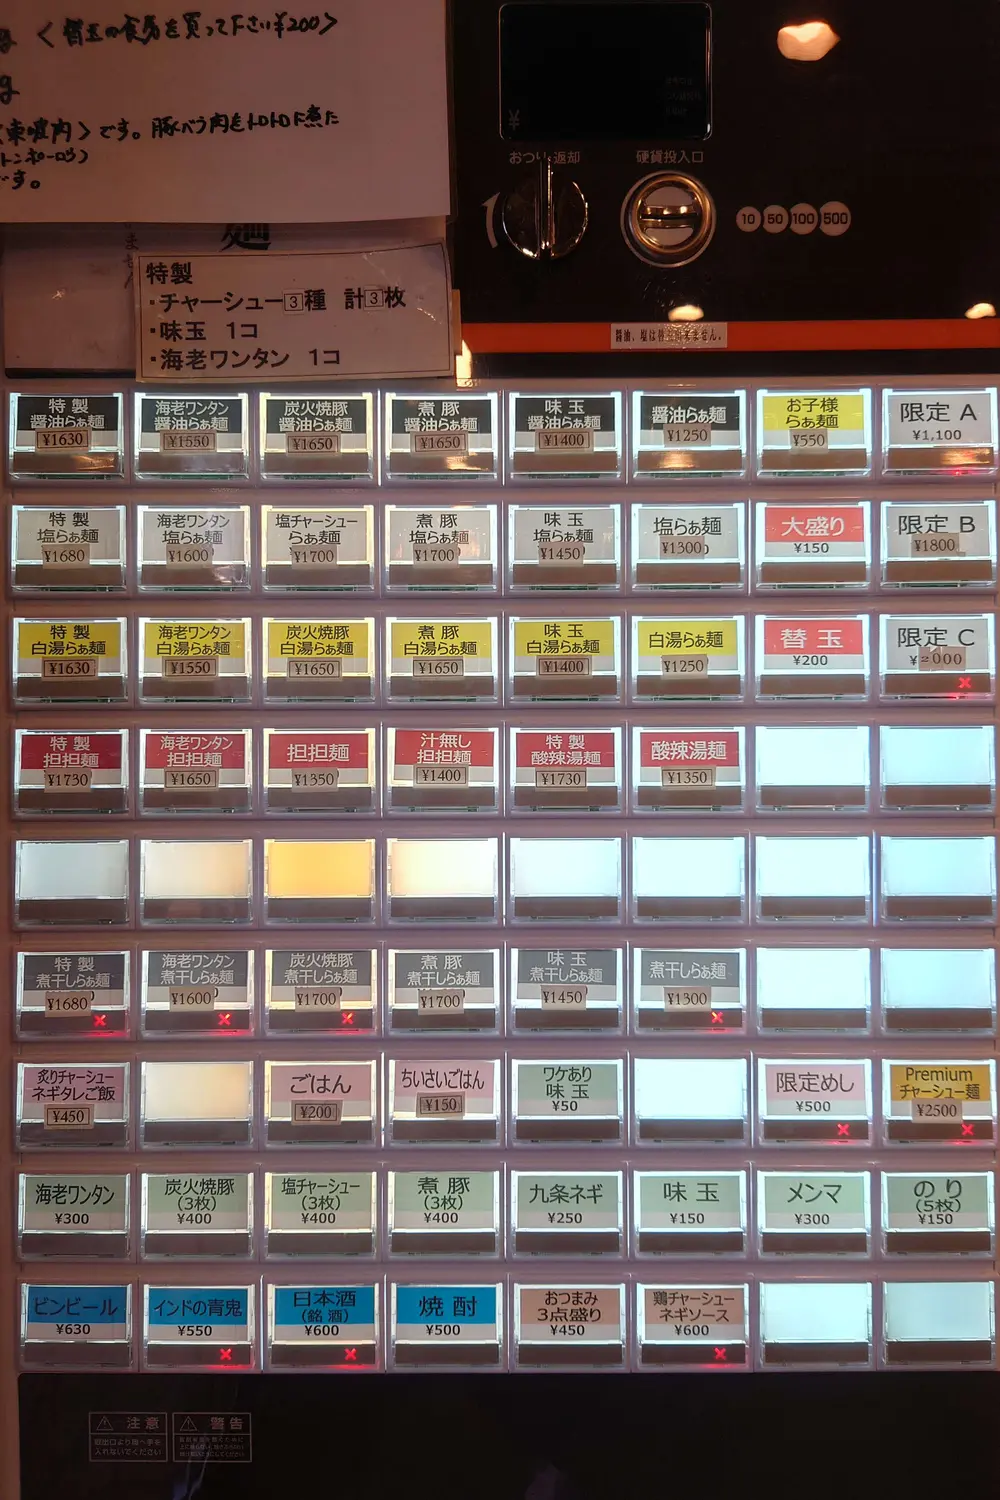 〈替玉の食券を買って下さい¥200〉
〉です。豚バラ肉をトロトロに煮た
です。
麺
特製
・チャーシュー3種 計3枚
・味玉 1コ
・海老ワンタン 1コ
¥
おつり・返却
硬貨投入口
10 50 100 500
特製
醤油らぁ麺
¥1630
海老ワンタン
醤油らぁ麺
¥1550
炭火焼豚
醤油らぁ麺
¥1650
煮豚
醤油らぁ麺
¥1650
味玉
醤油らぁ麺
¥1400
醤油らぁ麺
¥1250
お子様
らぁ麺
¥550
限定 A
¥1,100
特製
塩らぁ麺
¥1680
海老ワンタン
塩らぁ麺
¥1600
塩チャーシュー
らぁ麺
¥1700
煮豚
塩らぁ麺
¥1700
味玉
塩らぁ麺
¥1450
塩らぁ麺
¥1300
大盛り
¥150
限定 B
¥1800
特製
白湯らぁ麺
¥1630
海老ワンタン
白湯らぁ麺
¥1550
炭火焼豚
白湯らぁ麺
¥1650
煮豚
白湯らぁ麺
¥1650
味玉
白湯らぁ麺
¥1400
白湯らぁ麺
¥1250
替玉
¥200
限定 C
¥2000
特製
担担麺
¥1730
海老ワンタン
担担麺
¥1650
担担麺
¥1350
汁無し
担担麺
¥1400
特製
酸辣湯麺
¥1730
酸辣湯麺
¥1350
特製
煮干しらぁ麺
¥1680
海老ワンタン
煮干しらぁ麺
¥1600
炭火焼豚
煮干しらぁ麺
¥1700
煮豚
煮干しらぁ麺
¥1700
味玉
煮干しらぁ麺
¥1450
煮干しらぁ麺
¥1300
炙りチャーシュー
ネギタレご飯
¥450
ごはん
¥200
ちいさいごはん
¥150
ワケあり
味玉
¥50
限定めし
¥500
Premium
チャーシュー麺
¥2500
海老ワンタン
¥300
炭火焼豚
(3枚)
¥400
塩チャーシュー
(3枚)
¥400
煮豚
(3枚)
¥400
九条ネギ
¥250
味玉
¥150
メンマ
¥300
のり
(5枚)
¥150
ビンビール
¥630
インドの青鬼
¥550
日本酒
(銘酒)
¥600
焼酎
¥500
おつまみ
3点盛り
¥450
鶏チャーシュー
ネギソース
¥600
注意
取出口より指・手を
入れないでください
警告